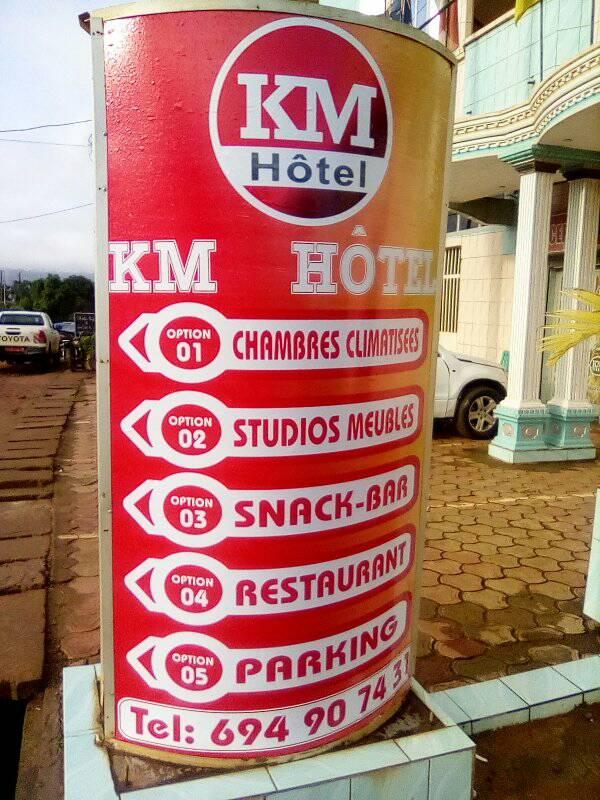 KM
Hôtel
KM HÔTEL
OPTION 01 CHAMBRES CLIMATISEES
OPTION 02 STUDIOS MEUBLES
OPTION 03 SNACK-BAR
OPTION 04 RESTAURANT
OPTION 05 PARKING
Tel: 694 90 74 31
TOYOTA